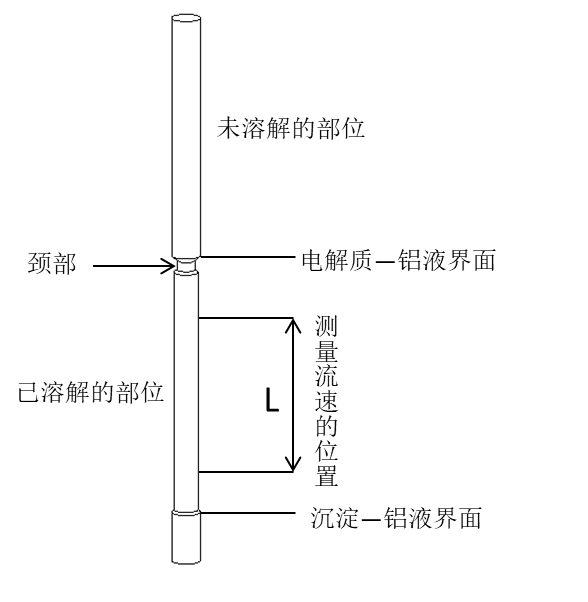 未溶解的部位
电解质—铝液界面
颈部
测量流速的位置
已溶解的部位
L
沉淀—铝液界面